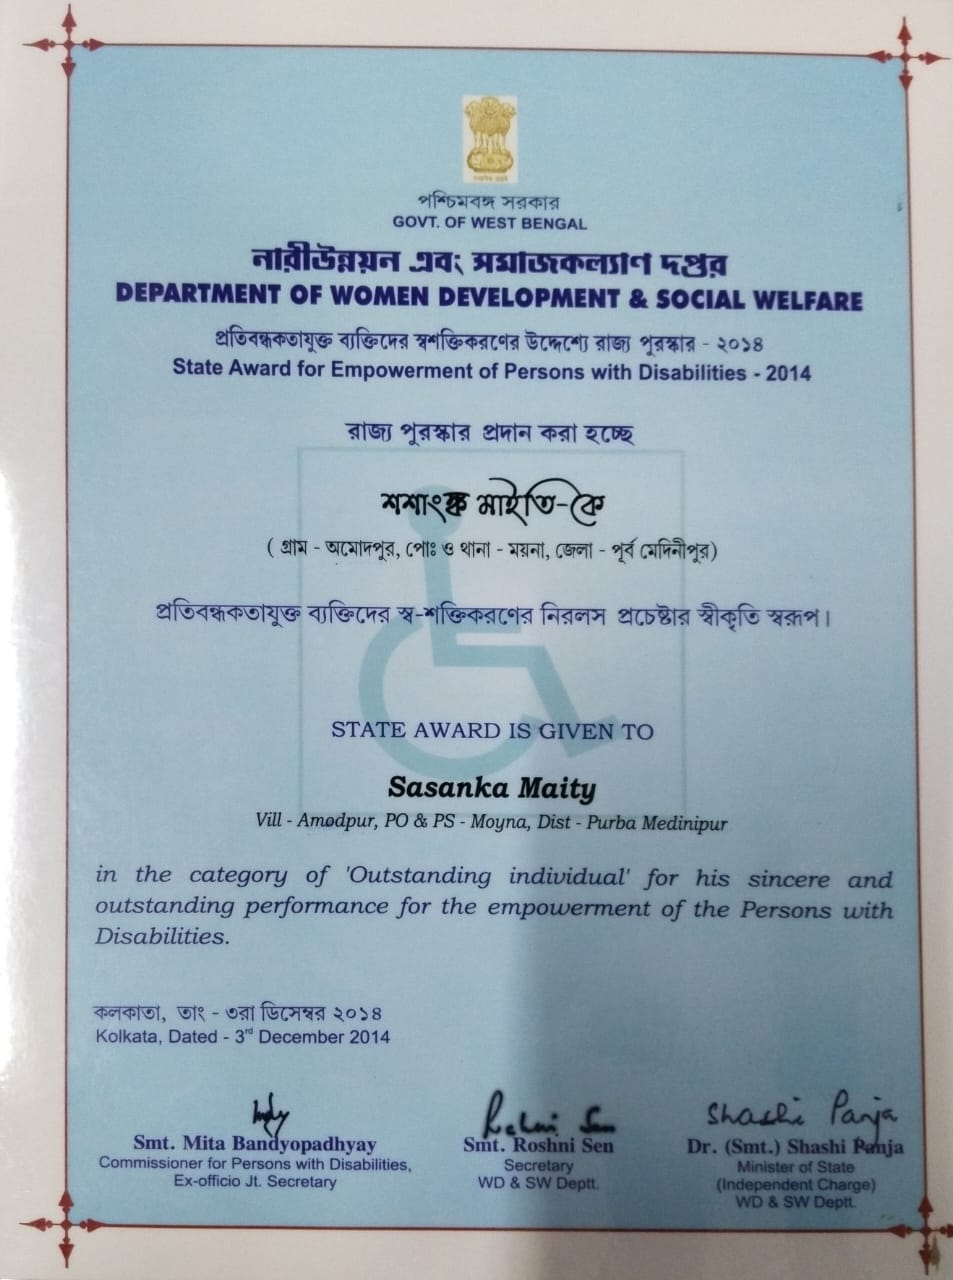 পশ্চিমবঙ্গ সরকার
GOVT. OF WEST BENGAL
নারীউন্নয়ন এবং সমাজকল্যাণ দপ্তর
DEPARTMENT OF WOMEN DEVELOPMENT & SOCIAL WELFARE
প্রতিবন্ধকতাযুক্ত ব্যক্তিদের স্বশক্তিকরণের উদ্দেশ্যে রাজ্য পুরস্কার - ২০১৪
State Award for Empowerment of Persons with Disabilities - 2014
রাজ্য পুরস্কার প্রদান করা হচ্ছে
শশাংঙ্ক মাইতি-কে
( গ্রাম - অমোদপুর, পোঃ ও থানা - ময়না, জেলা - পূর্ব মেদিনীপুর)
প্রতিবন্ধকতাযুক্ত ব্যক্তিদের স্ব-শক্তিকরণের নিরলস প্রচেষ্টার স্বীকৃতি স্বরূপ।
STATE AWARD IS GIVEN TO
Sasanka Maity
Vill - Amodpur, PO & PS - Moyna, Dist - Purba Medinipur
in the category of 'Outstanding individual' for his sincere and
outstanding performance for the empowerment of the Persons with
Disabilities.
কলকাতা, তাং - ৩রা ডিসেম্বর ২০১৪
Kolkata, Dated - 3rd December 2014
Roshni Sen Shashi Panja
Smt. Mita Bandyopadhyay Smt. Roshni Sen Dr. (Smt.) Shashi Panja
Commissioner for Persons with Disabilities, Secretary Minister of State
Ex-officio Jt. Secretary WD & SW Deptt. (Independent Charge)
WD & SW Deptt.